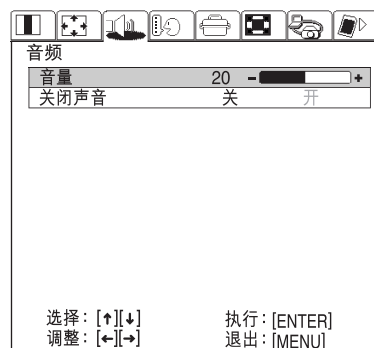 音频
音量 20 - +
关闭声音 关 开
选择：[↑][↓] 执行：[ENTER]
调整：[←][→] 退出：[MENU]